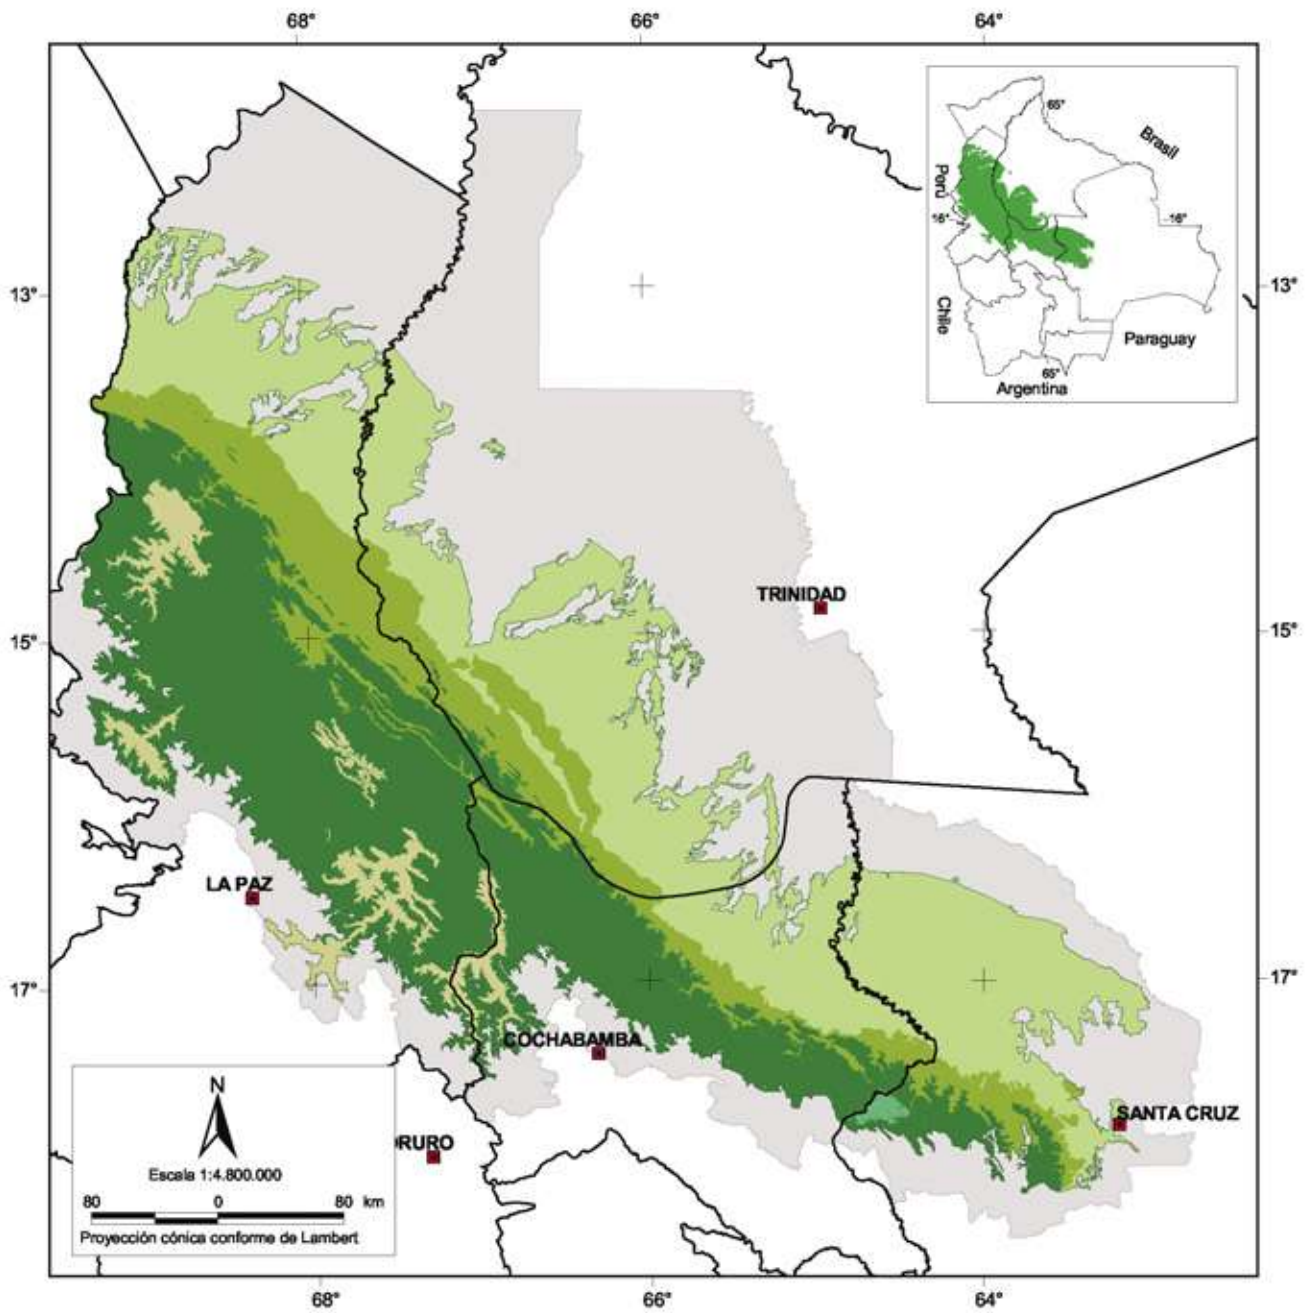 68°
66°
64°
65°
Brasil
Perú
16°
16°
13°
13°
Chile
Paraguay
65°
Argentina
TRINIDAD
15°
15°
LA PAZ
17°
17°
COCHABAMBA
N
SANTA CRUZ
RURO
Escala 1:4.800.000
80 0 80 km
Proyección cónica conforme de Lambert
68°
66°
64°